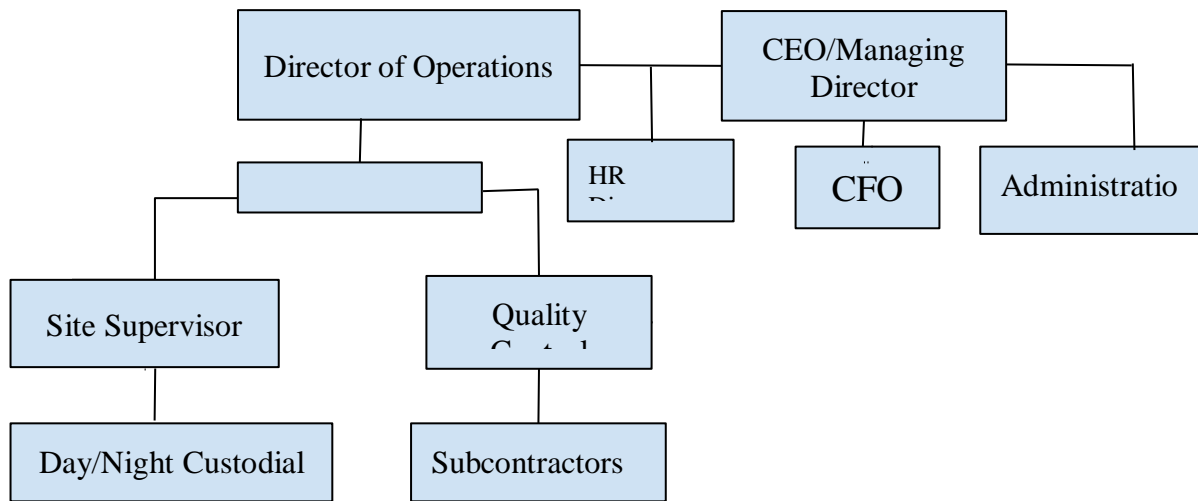 Director of Operations
CEO/Managing
Director
HR
CFO
Administratio
Site Supervisor
Quality
Day/Night Custodial
Subcontractors